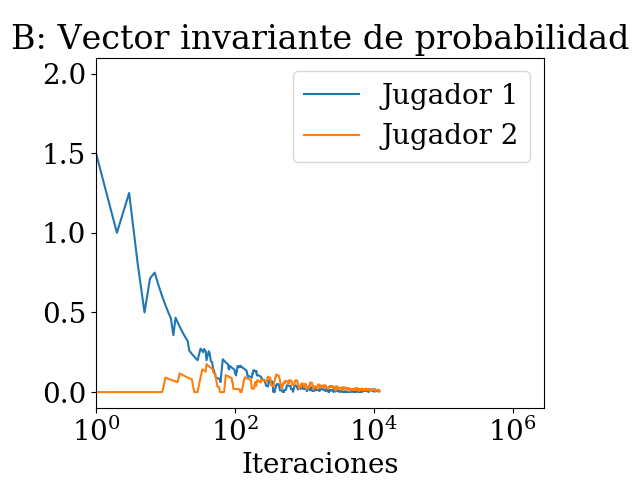 B: Vector invariante de probabilidad
2.0
1.5
1.0
0.5
0.0
Jugador 1
Jugador 2
10^0 10^2 10^4 10^6
Iteraciones